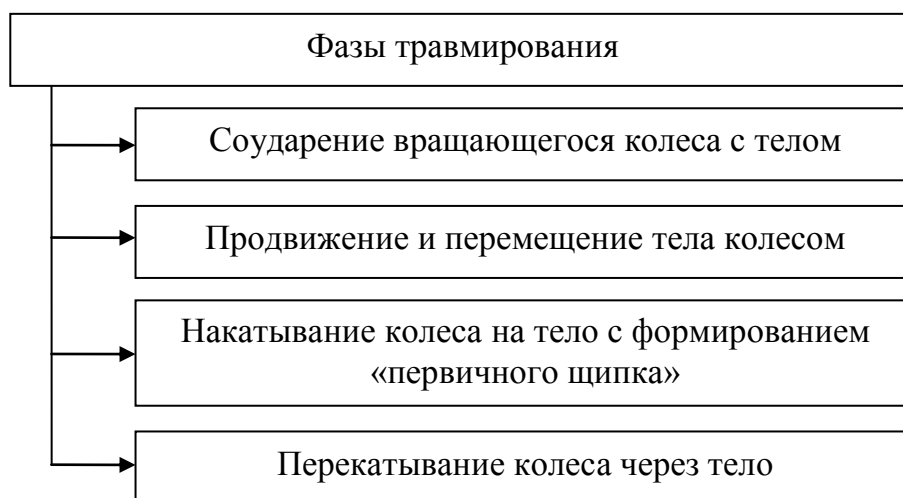 Фазы травмирования
Соударение вращающегося колеса с телом
Продвижение и перемещение тела колесом
Накатывание колеса на тело с формированием
«первичного щипка»
Перекатывание колеса через тело